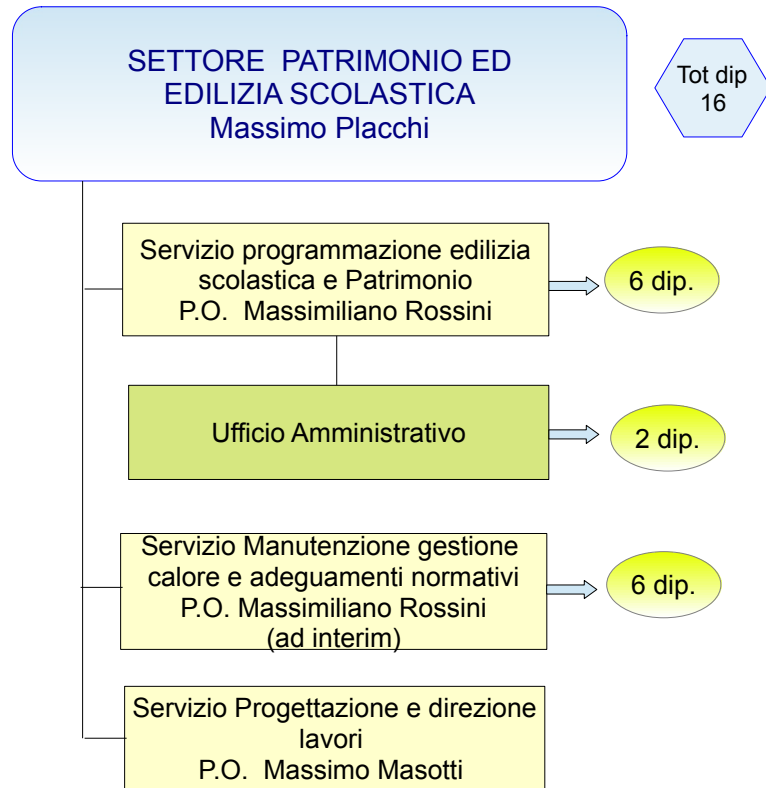 SETTORE PATRIMONIO ED
EDILIZIA SCOLASTICA
Massimo Placchi
Tot dip
16
Servizio programmazione edilizia
scolastica e Patrimonio
P.O. Massimiliano Rossini
6 dip.
Ufficio Amministrativo
2 dip.
Servizio Manutenzione gestione
calore e adeguamenti normativi
P.O. Massimiliano Rossini
(ad interim)
6 dip.
Servizio Progettazione e direzione
lavori
P.O. Massimo Masotti